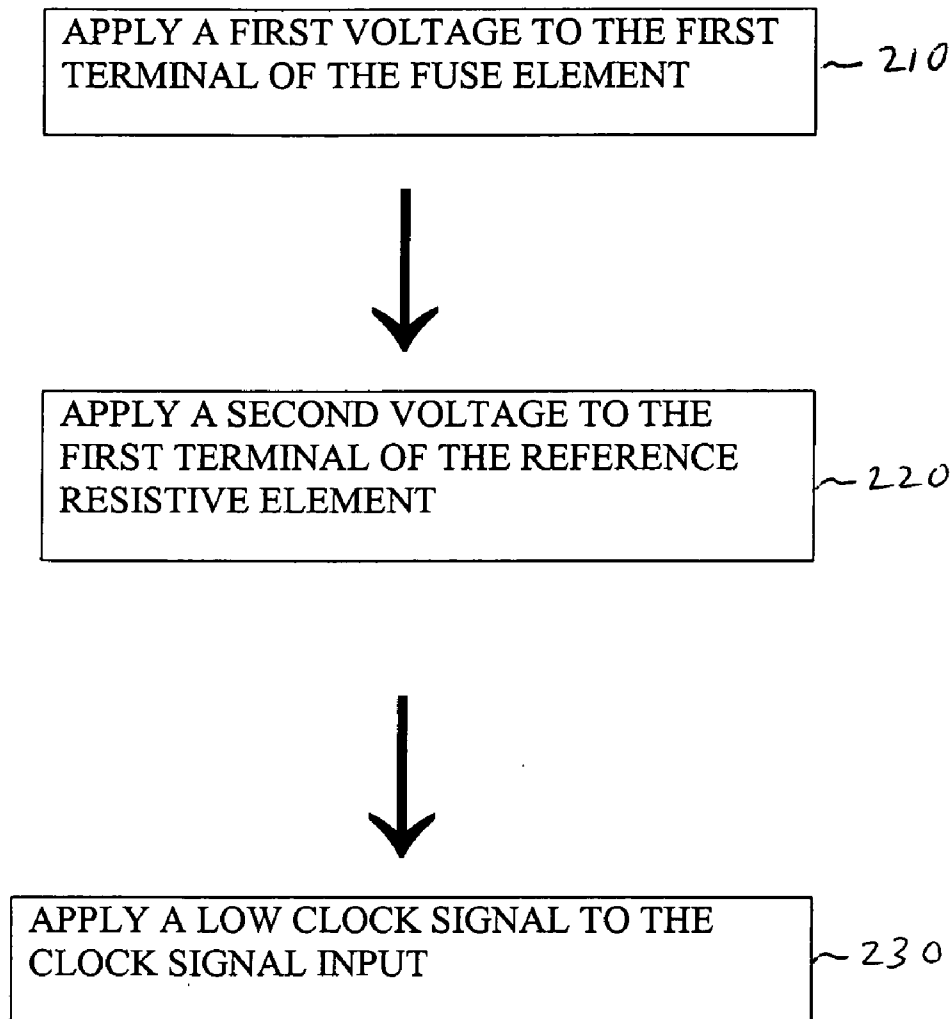 APPLY A FIRST VOLTAGE TO THE FIRST
TERMINAL OF THE FUSE ELEMENT
~ 210
APPLY A SECOND VOLTAGE TO THE
FIRST TERMINAL OF THE REFERENCE
RESISTIVE ELEMENT
~ 220
APPLY A LOW CLOCK SIGNAL TO THE
CLOCK SIGNAL INPUT
~ 230